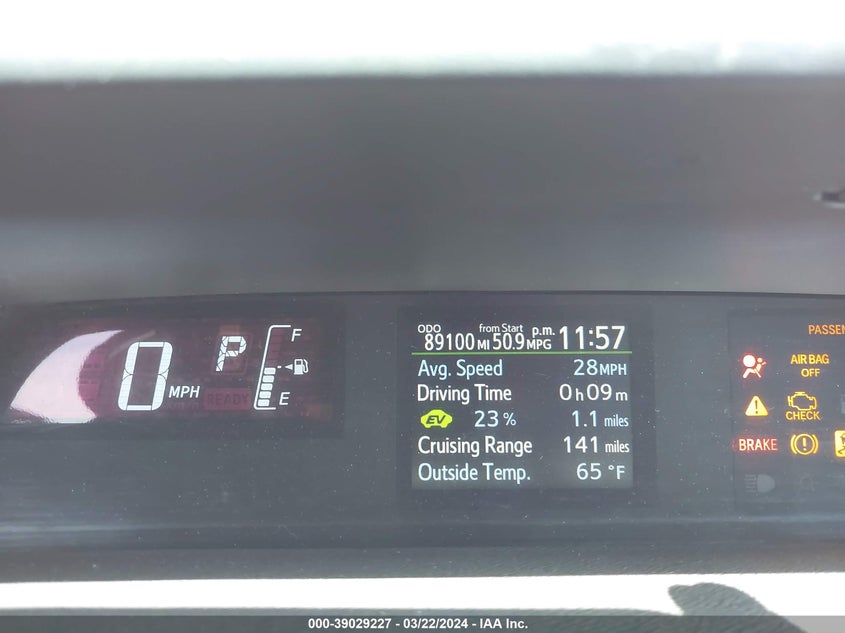 0 MPH
P
F
E
READY
ODO 89100 MI from Start 50.9 MPG p.m. 11:57
Avg. Speed 28 MPH
Driving Time 0 h 09 m
EV 23 % 1.1 miles
Cruising Range 141 miles
Outside Temp. 65 °F
AIR BAG
OFF
CHECK
BRAKE
000-39029227 - 03/22/2024 - IAA Inc.